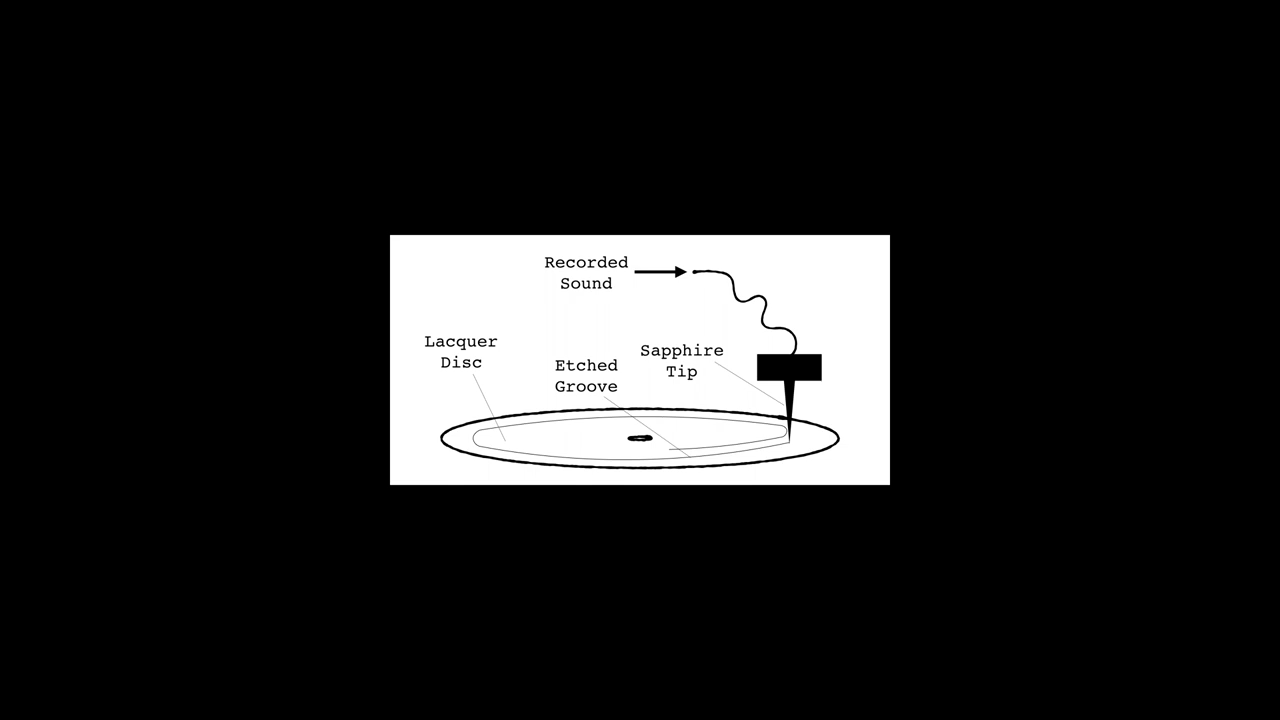 Recorded
Sound
Lacquer
Disc
Etched
Groove
Sapphire
Tip